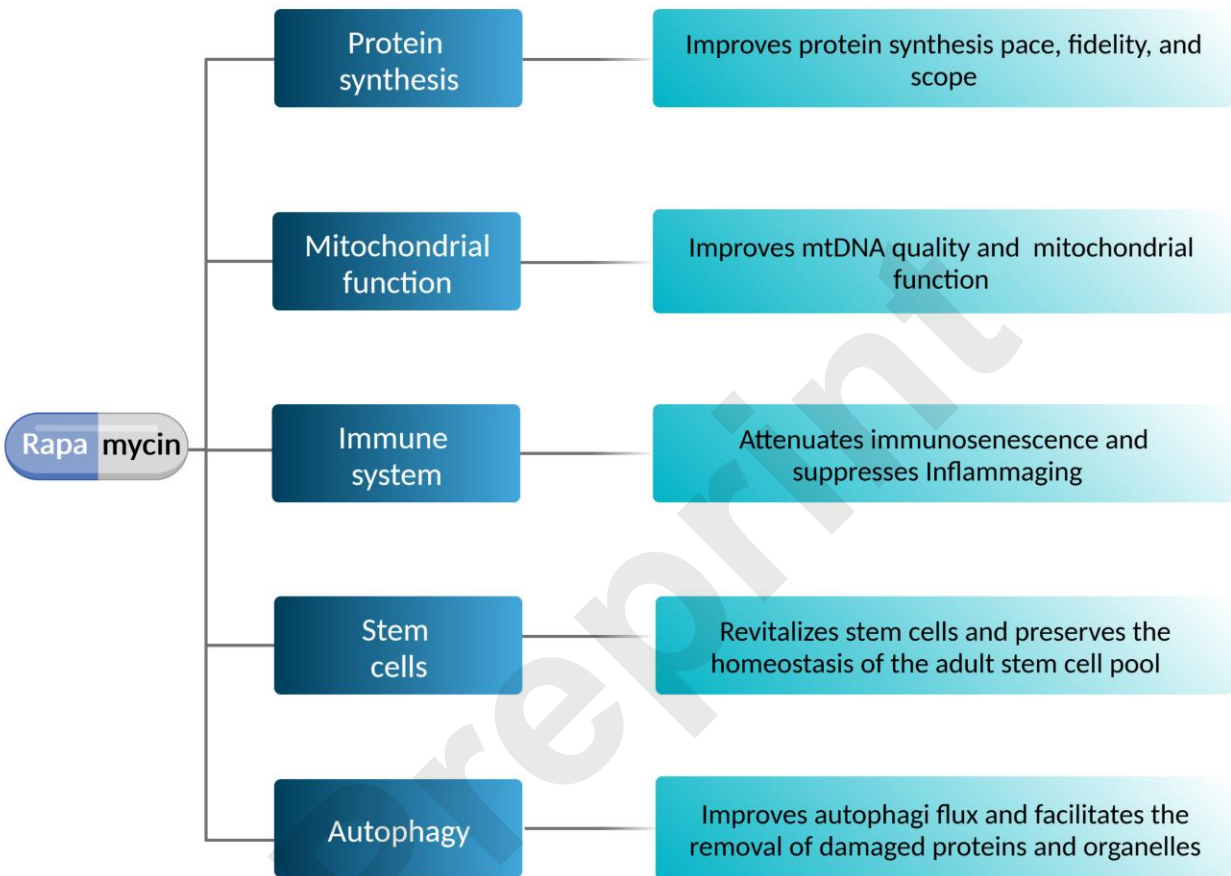 Protein
synthesis
Improves protein synthesis pace, fidelity, and
scope
Mitochondrial
function
Improves mtDNA quality and mitochondrial
function
Rapa mycin
Immune
system
Attenuates immunosenescence and
suppresses Inflammaging
Stem
cells
Revitalizes stem cells and preserves the
homeostasis of the adult stem cell pool
Autophagy
Improves autophagi flux and facilitates the
removal of damaged proteins and organelles
Preprint